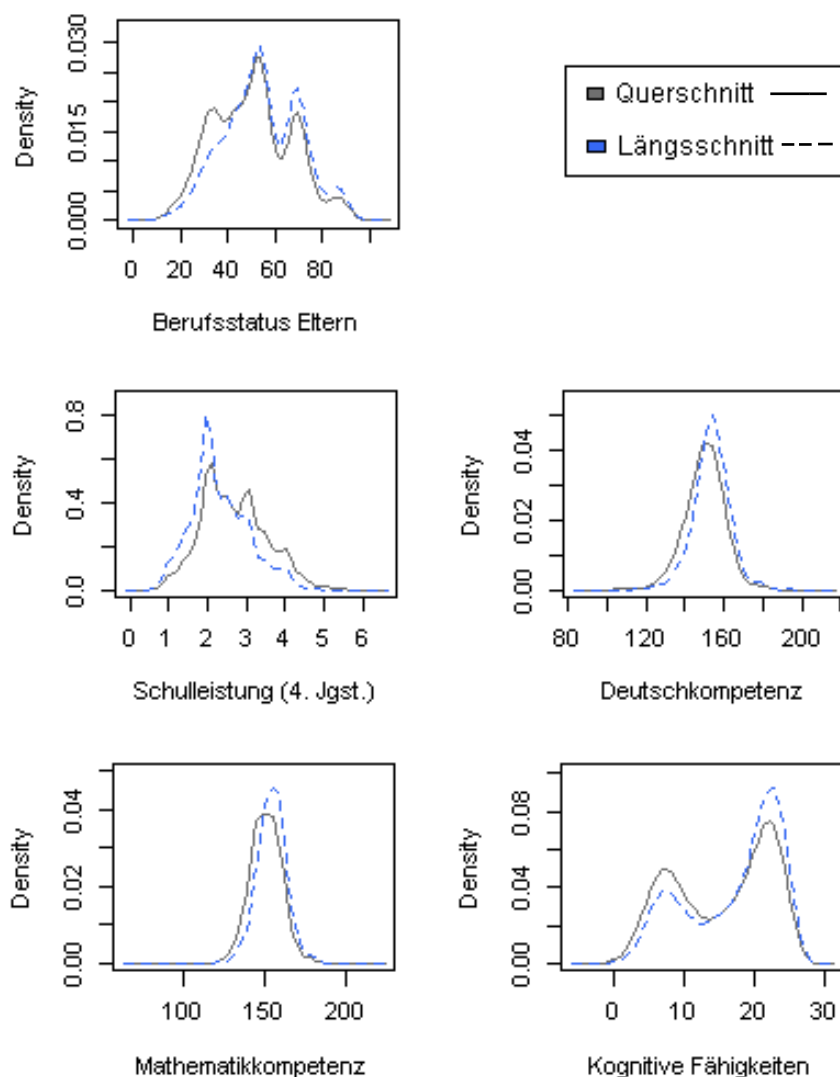 Density
0.000 0.015 0.030
0 20 40 60 80
Berufsstatus Eltern
Querschnitt
Längsschnitt
Density
0.0 0.4 0.8
0 1 2 3 4 5 6
Schulleistung (4. Jgst.)
Density
0.00 0.02 0.04
80 120 160 200
Deutschkompetenz
Density
0.00 0.02 0.04
100 150 200
Mathematikkompetenz
Density
0.00 0.04 0.08
0 10 20 30
Kognitive Fähigkeiten